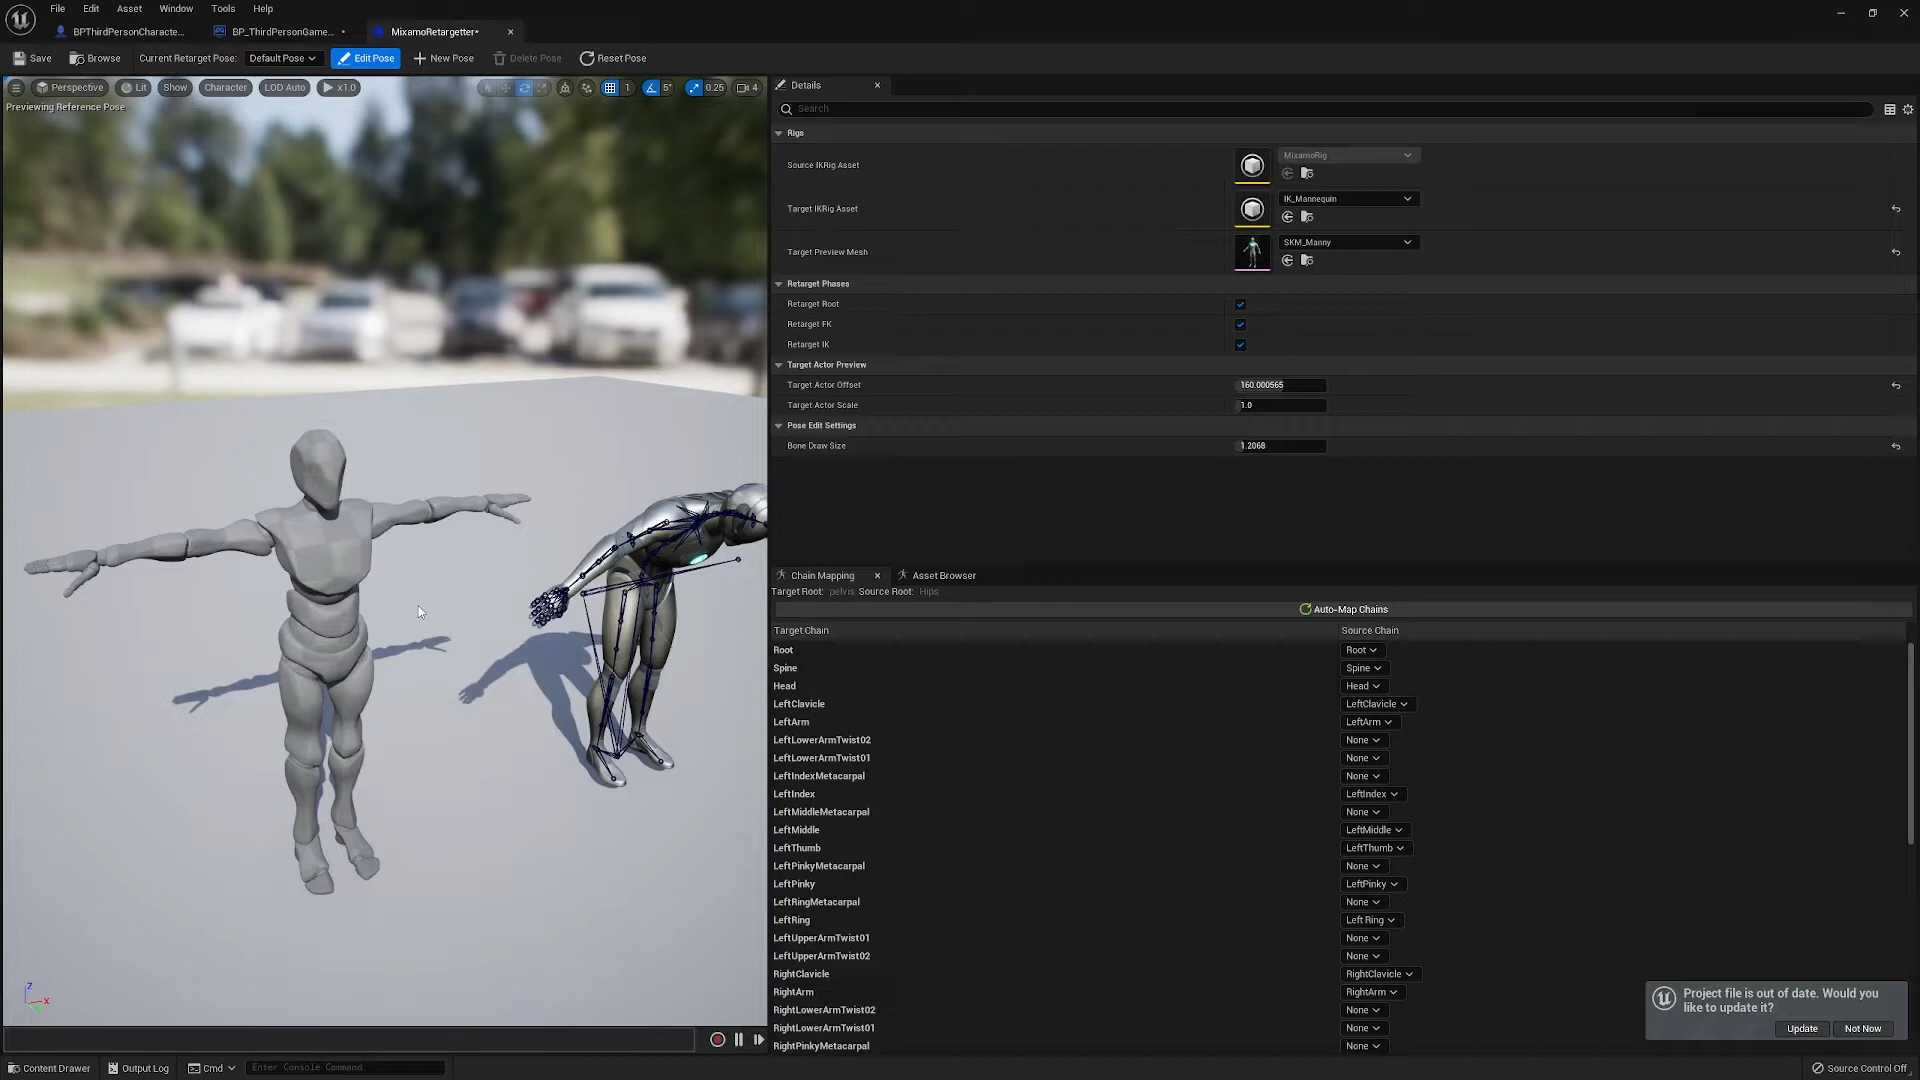 File Edit Asset Window Tools Help
BPThirdPersonCharacte... BP_ThirdPersonGame... MixamoRetargetter*
Save Browse Current Retarget Pose: Default Pose Edit Pose New Pose Delete Pose Reset Pose
Perspective Lit Show Character LOD Auto x1.0 1 5° 0.25 4
Previewing Reference Pose
Details
Search
Rigs
Source IKRig Asset MixamoRig
Target IKRig Asset IK_Mannequin
Target Preview Mesh SKM_Manny
Retarget Phases
Retarget Root
Retarget FK
Retarget IK
Target Actor Preview
Target Actor Offset 160.000565
Target Actor Scale 1.0
Pose Edit Settings
Bone Draw Size 1.2068
Chain Mapping Asset Browser
Target Root: pelvis Source Root: Hips
Auto-Map Chains
Target Chain Source Chain
Root Root
Spine Spine
Head Head
LeftClavicle LeftClavicle
LeftArm LeftArm
LeftLowerArmTwist02 None
LeftLowerArmTwist01 None
LeftIndexMetacarpal None
LeftIndex LeftIndex
LeftMiddleMetacarpal None
LeftMiddle LeftMiddle
LeftThumb LeftThumb
LeftPinkyMetacarpal None
LeftPinky LeftPinky
LeftRingMetacarpal None
LeftRing Left Ring
LeftUpperArmTwist01 None
LeftUpperArmTwist02 None
RightClavicle RightClavicle
RightArm RightArm
RightLowerArmTwist02 None
RightLowerArmTwist01 None
RightPinkyMetacarpal None
Z
X
Project file is out of date. Would you
like to update it?
Update Not Now
Content Drawer Output Log Cmd Enter Console Command Source Control Off